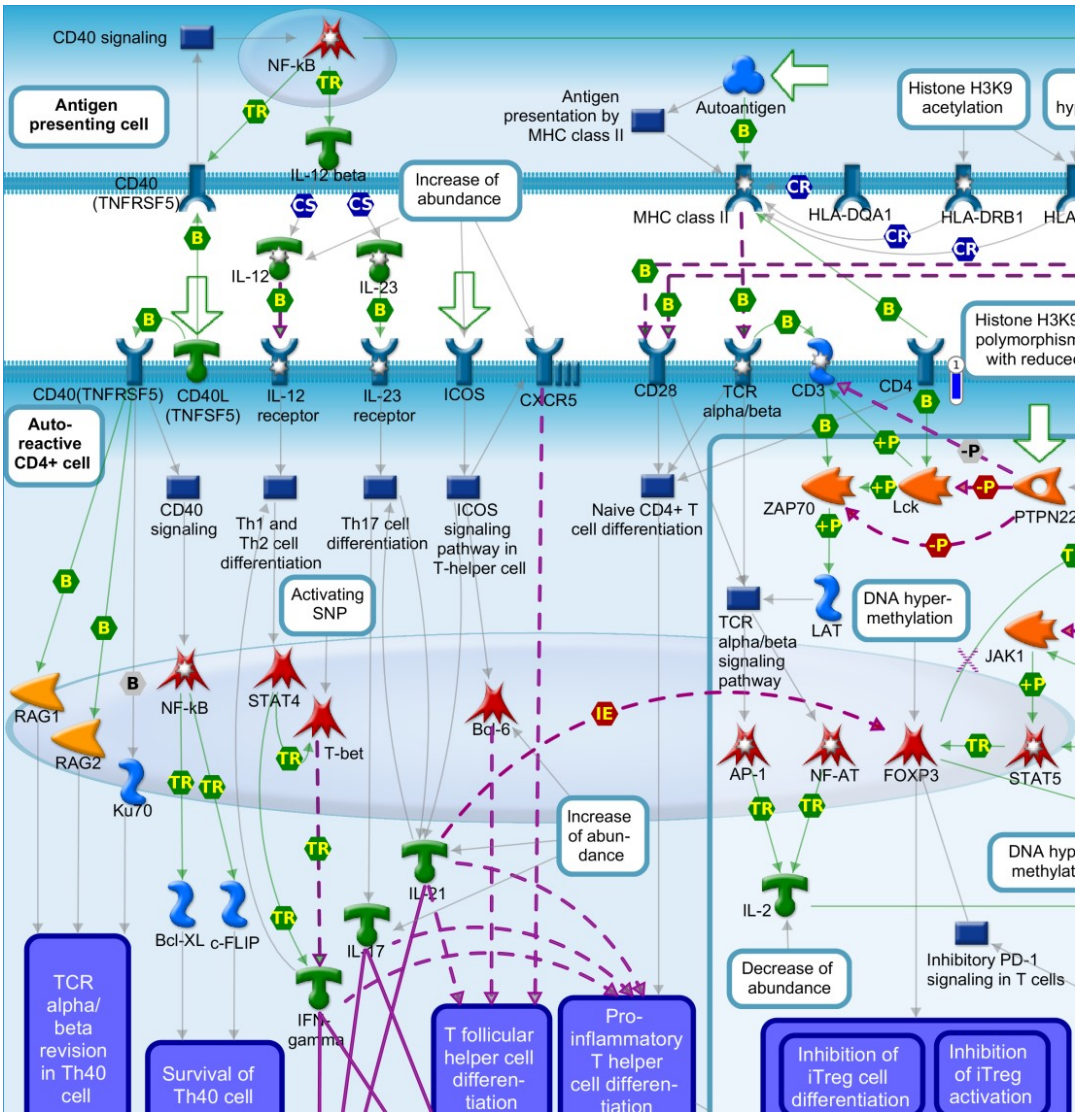 CD40 signaling
NF-kB
TR
TR
Antigen
presenting cell
IL-12 beta
CD40
(TNFRSF5)
Increase of
abundance
Autoantigen
Antigen
presentation by
MHC class II
B
Histone H3K9
acetylation
hyp
MHC class II
CR
HLA-DQA1
HLA-DRB1
HLA
CR
CR
CS
CS
B
IL-12
IL-23
B
B
B
B
B
B
B
B
B
Histone H3K9
polymorphism
with reduced
1
CD40(TNFRSF5)
CD40L
(TNFSF5)
IL-12
receptor
IL-23
receptor
ICOS
CXCR5
CD28
TCR
alpha/beta
CD3
CD4
Auto-
reactive
CD4+ cell
B
B
+P
-P
ZAP70
+P
Lck
-P
PTPN22
+P
-P
CD40
signaling
Th1 and
Th2 cell
differentiation
Th17 cell
differentiation
ICOS
signaling
pathway in
T-helper cell
Naive CD4+ T
cell differentiation
T
B
Activating
SNP
LAT
DNA hyper-
methylation
TCR
alpha/beta
signaling
pathway
B
JAK1
B
+P
RAG1
NF-kB
STAT4
T-bet
Bcl-6
IE
RAG2
TR
AP-1
NF-AT
FOXP3
TR
STAT5
Ku70
TR
TR
TR
TR
TR
Increase
of abun-
dance
DNA hyp
methylat
IL-21
IL-2
Bcl-XL
c-FLIP
TR
IL-17
Inhibitory PD-1
signaling in T cells
Decrease of
abundance
IFN-
gamma
TCR
alpha/
beta
revision
in Th40
cell
Survival of
Th40 cell
T follicular
helper cell
differen-
tiation
Pro-
inflammatory
T helper
cell differen-
tiation
Inhibition of
iTreg cell
differentiation
Inhibition
of iTreg
activation